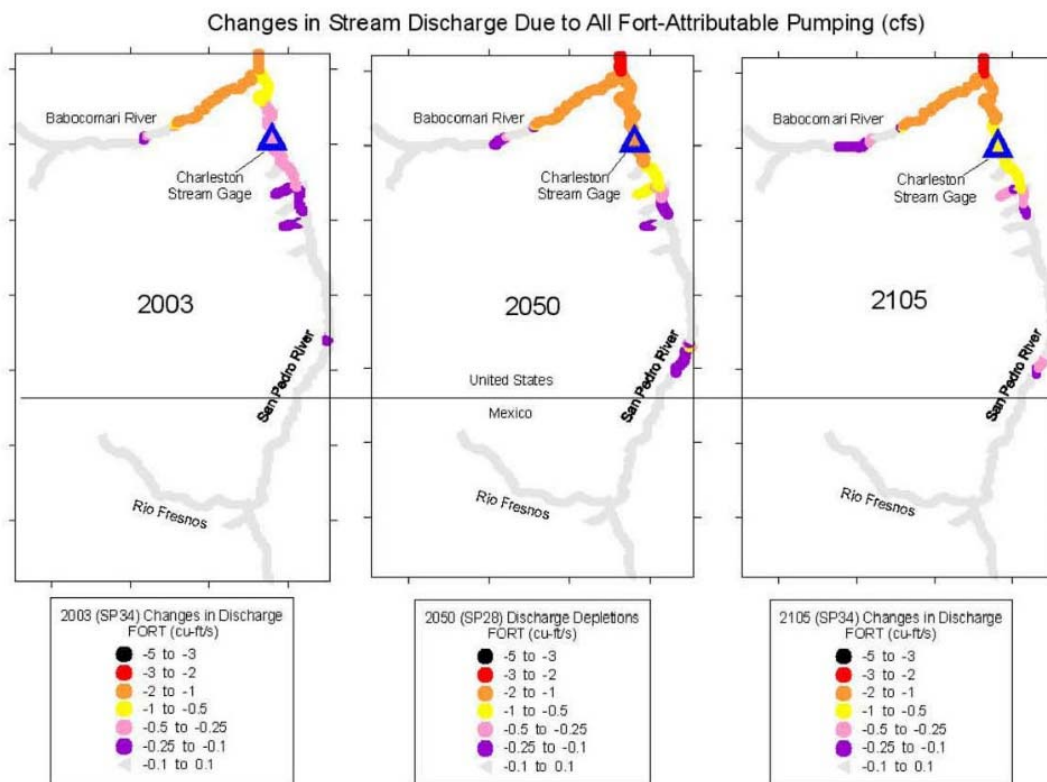 Changes in Stream Discharge Due to All Fort-Attributable Pumping (cfs)
Babocomari River
Charleston
Stream Gage
2003
San Pedro River
Rio Fresnos
Babocomari River
Charleston
Stream Gage
2050
United States
Mexico
San Pedro River
Rio Fresnos
Babocomari River
Charleston
Stream Gage
2105
San Pedro River
Rio Fresnos
2003 (SP34) Changes in Discharge
FORT (cu-ft/s)
-5 to -3
-3 to -2
-2 to -1
-1 to -0.5
-0.5 to -0.25
-0.25 to -0.1
-0.1 to 0.1
2050 (SP28) Discharge Depletions
FORT (cu-ft/s)
-5 to -3
-3 to -2
-2 to -1
-1 to -0.5
-0.5 to -0.25
-0.25 to -0.1
-0.1 to 0.1
2105 (SP34) Changes in Discharge
FORT (cu-ft/s)
-5 to -3
-3 to -2
-2 to -1
-1 to -0.5
-0.5 to -0.25
-0.25 to -0.1
-0.1 to 0.1